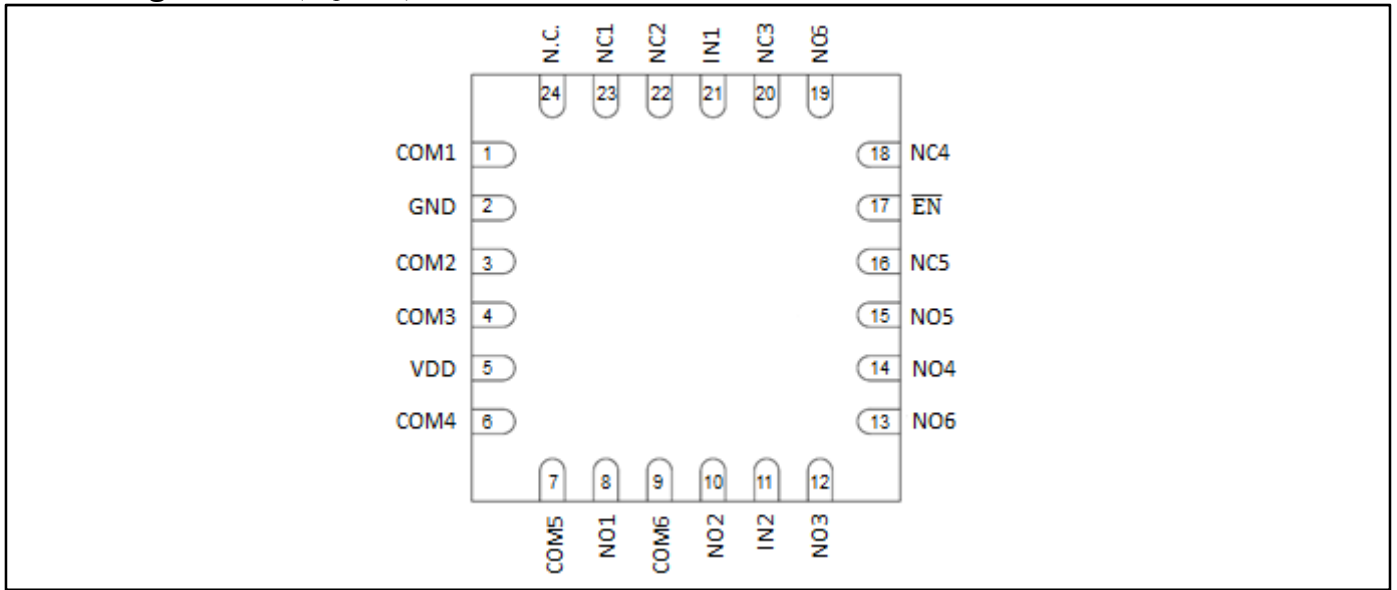 N.C. NC1 NC2 IN1 NC3 NO6
24 23 22 21 20 19
COM1 1 18 NC4
GND 2 17 EN
COM2 3 16 NC5
COM3 4 15 NO5
VDD 5 14 NO4
COM4 6 13 NO6
7 8 9 10 11 12
COM5 NO1 COM6 NO2 IN2 NO3